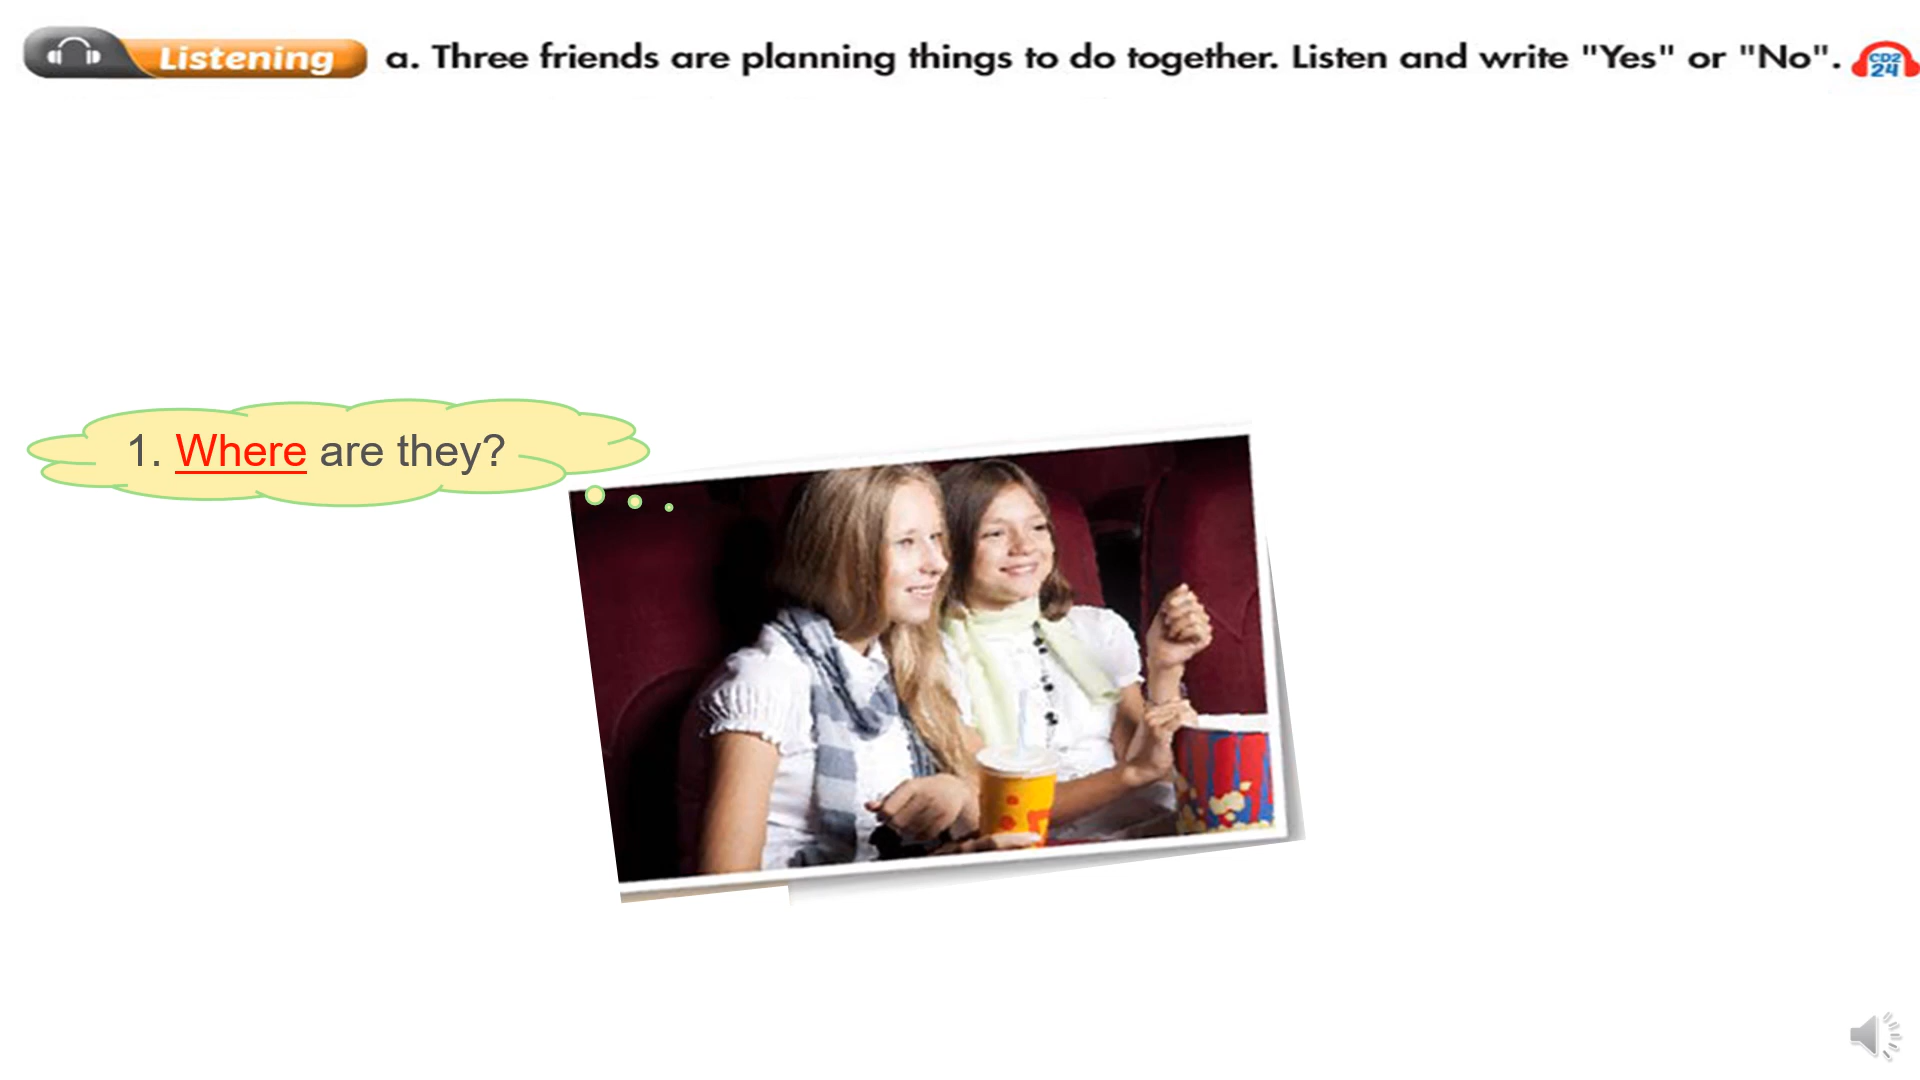 Listening a. Three friends are planning things to do together. Listen and write "Yes" or "No". CD2 24
1. Where are they?